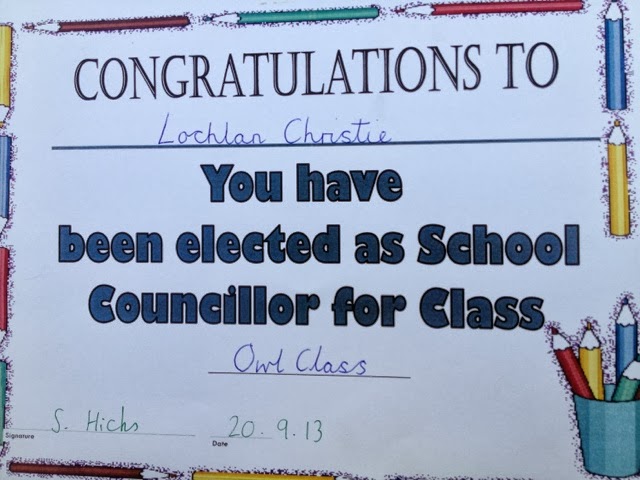 CONGRATULATIONS TO
Lochlan Christie
You have
been elected as School
Councillor for Class
Owl Class
S. Hicks 20.9.13
Signature Date